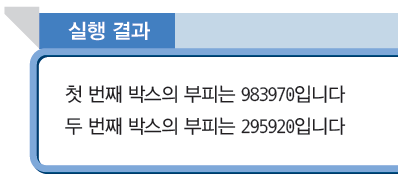 실행 결과
첫 번째 박스의 부피는 983970입니다
두 번째 박스의 부피는 295920입니다